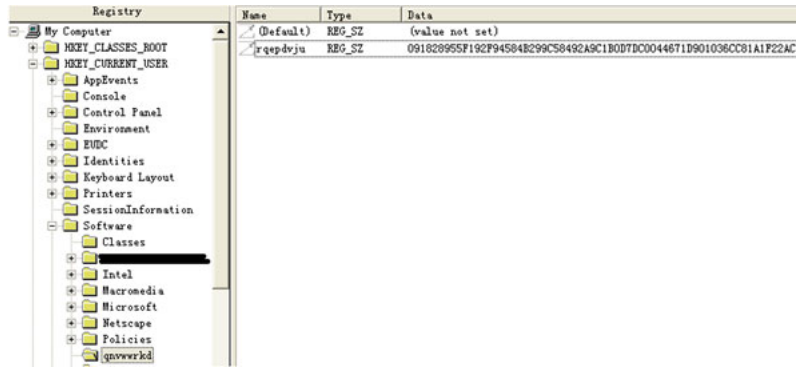 Registry
My Computer
HKEY_CLASSES_ROOT
HKEY_CURRENT_USER
AppEvents
Console
Control Panel
Environment
EUDC
Identities
Keyboard Layout
Printers
SessionInformation
Software
Classes
Intel
Macromedia
Microsoft
Netscape
Policies
qnvwwrkd
Name Type Data
(Default) REG_SZ (value not set)
rqepdvju REG_SZ 091828955F192F94584B299C58492A9C1B0D7DC0044671D901036CC81A1F22AC